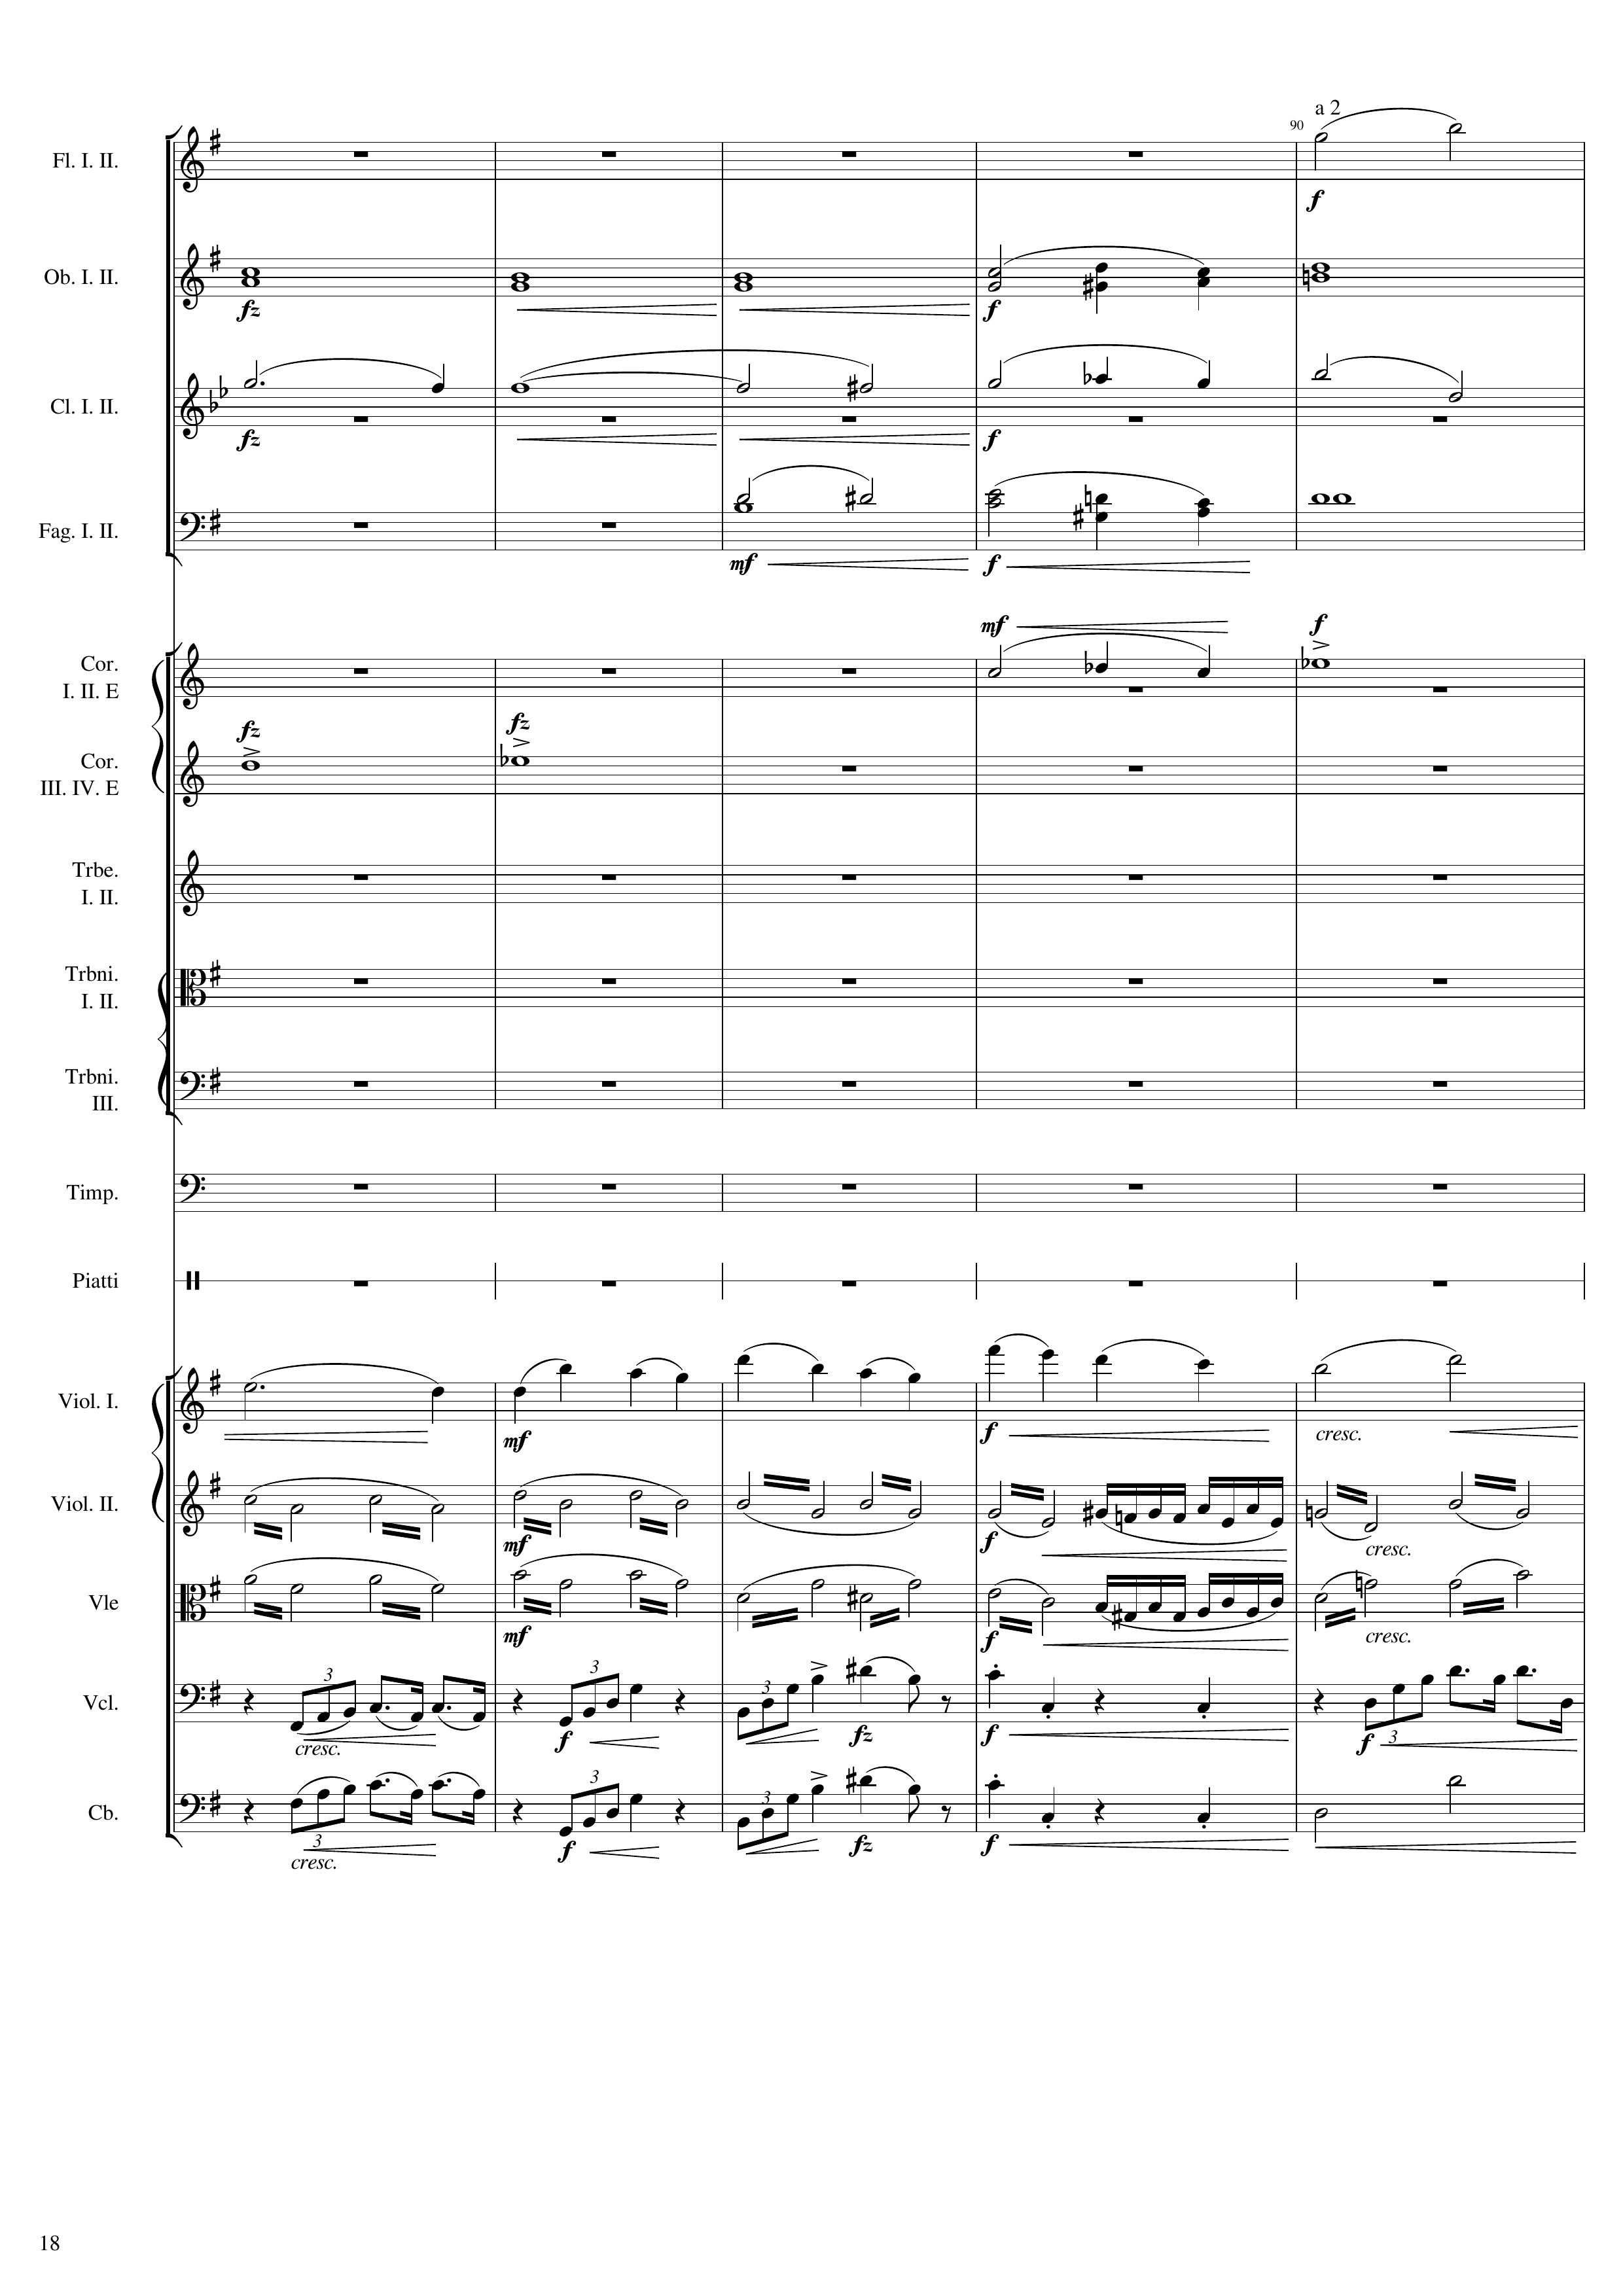 a 2
90
Fl. I. II.
f
Ob. I. II.
fz
f
Cl. I. II.
fz
f
Fag. I. II.
mf
f
mf
f
Cor.
I. II. E
fz
fz
Cor.
III. IV. E
Trbe.
I. II.
Trbni.
I. II.
Trbni.
III.
Timp.
Piatti
Viol. I.
mf
f
cresc.
Viol. II.
mf
f
cresc.
Vle
mf
f
cresc.
3
3
3
Vcl.
cresc.
f
fz
f
f
3
3
3
Cb.
3
cresc.
f
fz
f
18